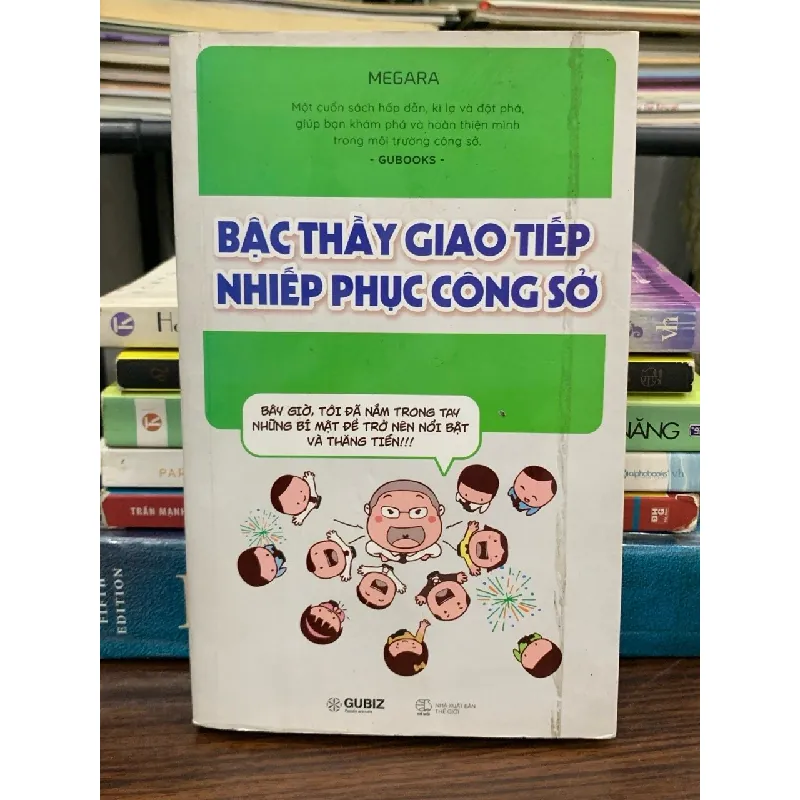 MEGARA
Một cuốn sách hấp dẫn, kì lạ và đột phá,
giúp bạn khám phá và hoàn thiện mình
trong môi trường công sở.
- GUBOOKS -
BẬC THẦY GIAO TIẾP
NHIẾP PHỤC CÔNG SỞ
BÂY GIỜ, TÔI ĐÃ NẮM TRONG TAY
NHỮNG BÍ MẬT ĐỂ TRỞ NÊN NỔI BẬT
VÀ THĂNG TIẾN!!!
GUBIZ
NHÀ XUẤT BẢN
THẾ GIỚI
NĂNG
PAR
TRẦN MẠNH
BHG
FIFTH
EDITION